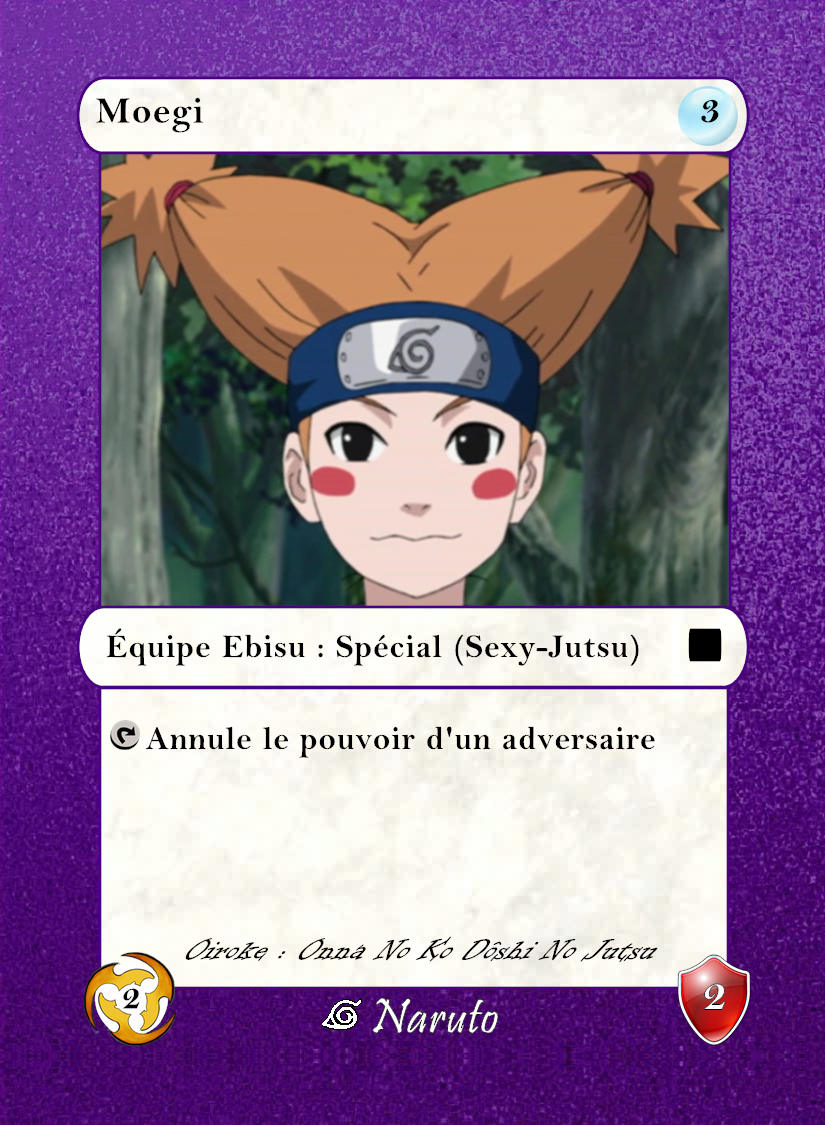 Moegi
3
Équipe Ebisu : Spécial (Sexy-Jutsu)
Annule le pouvoir d'un adversaire
Oiroke : Onna No Ko Dôshi No Jutsu
2
Naruto
2